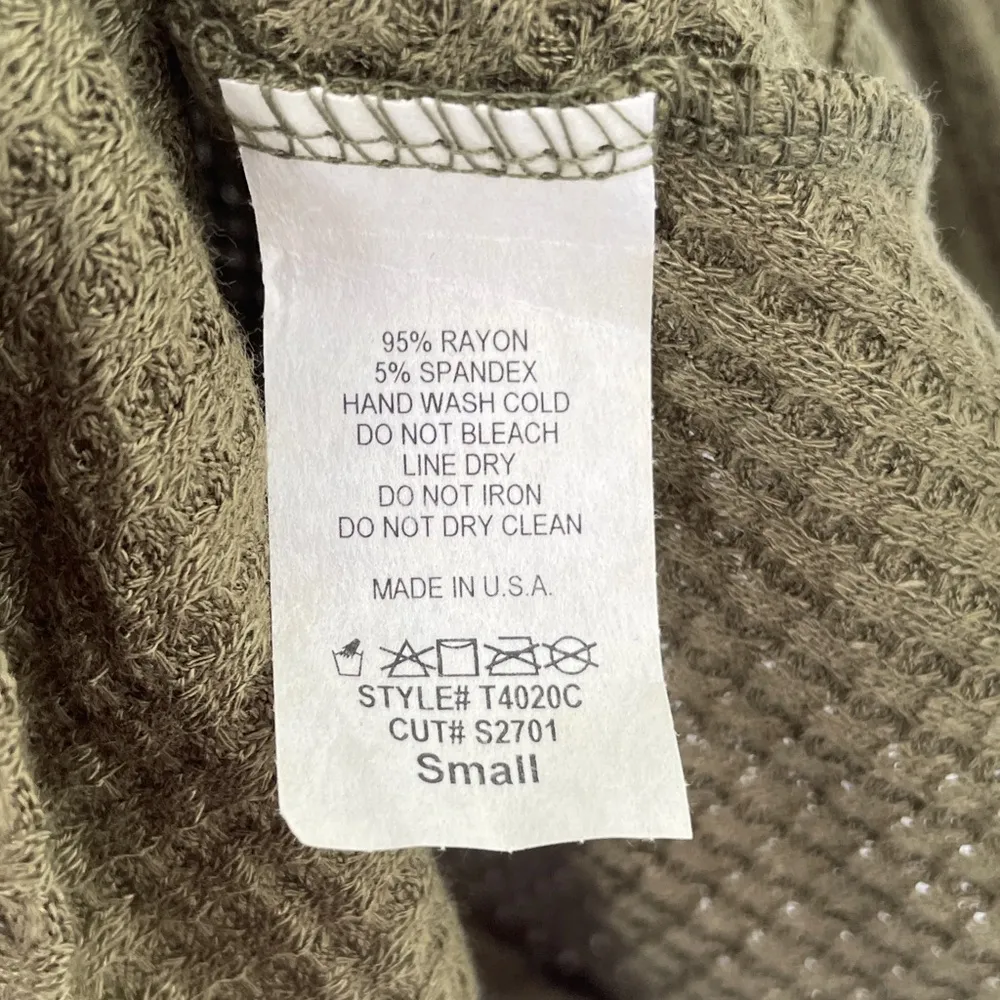 95% RAYON
5% SPANDEX
HAND WASH COLD
DO NOT BLEACH
LINE DRY
DO NOT IRON
DO NOT DRY CLEAN
MADE IN U.S.A.
STYLE# T4020C
CUT# S2701
Small